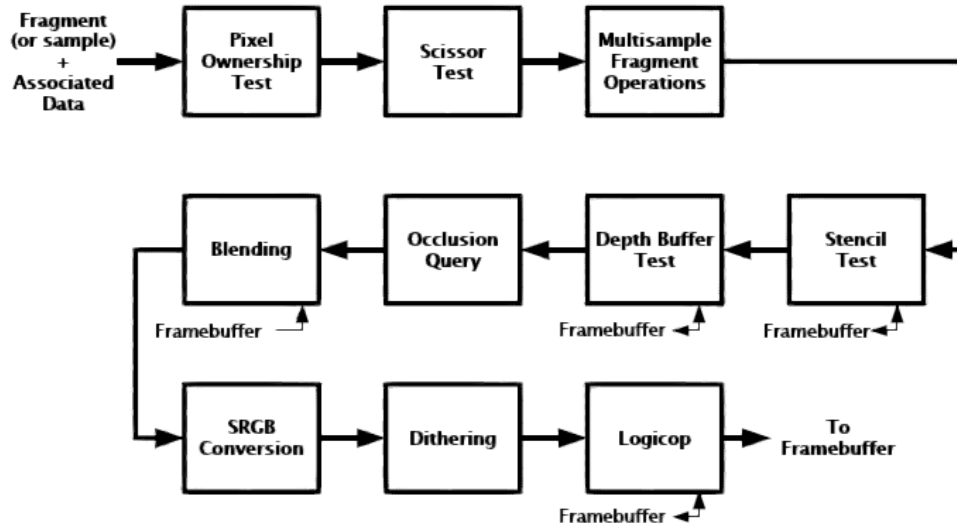 Fragment
(or sample)
+
Associated
Data
Pixel
Ownership
Test
Scissor
Test
Multisample
Fragment
Operations
Blending
Occlusion
Query
Depth Buffer
Test
Stencil
Test
Framebuffer
Framebuffer
Framebuffer
SRGB
Conversion
Dithering
Logicop
To
Framebuffer
Framebuffer